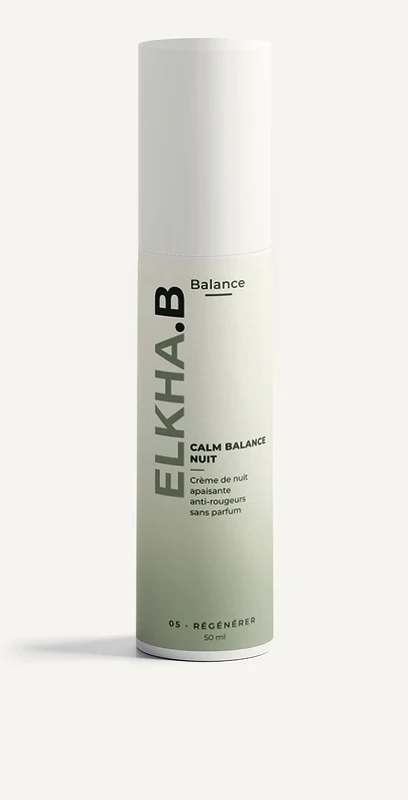 Balance
ELKHA.B
CALM BALANCE
NUIT
Crème de nuit
apaisante
anti-rougeurs
sans parfum
05 - RÉGÉNÉRER
50 ml